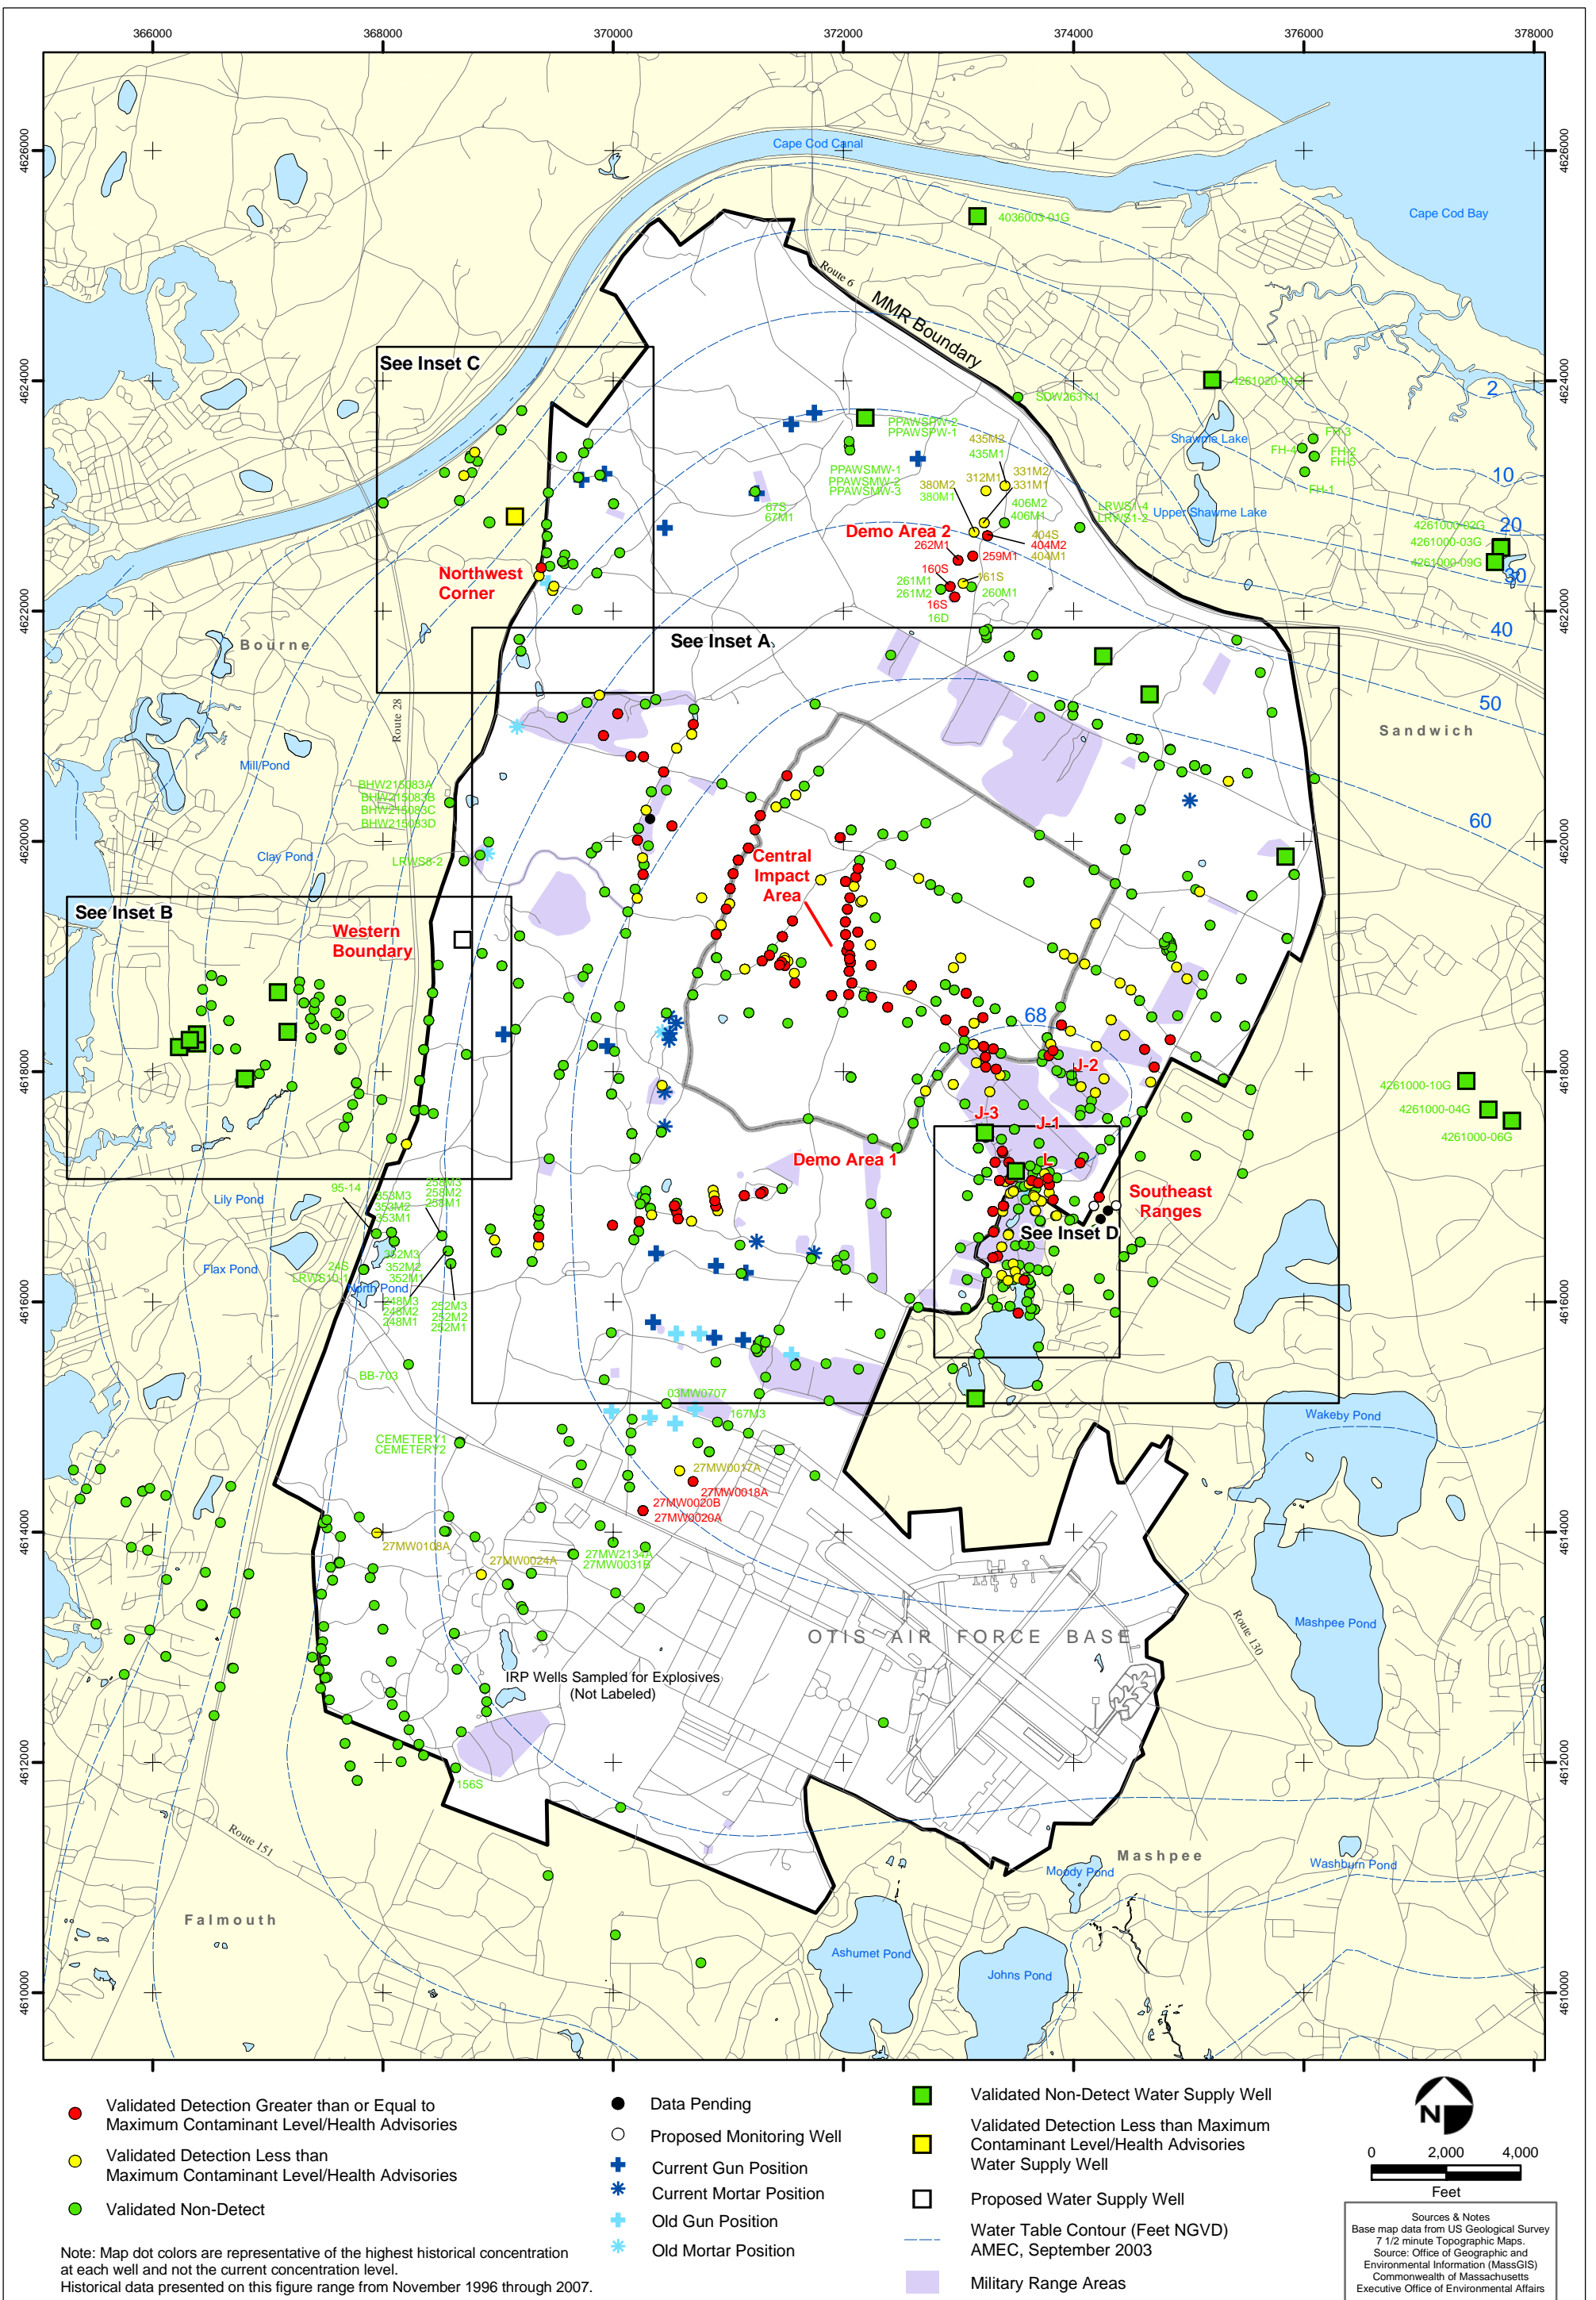 366000
368000
370000
372000
374000
376000
378000
4626000
4626000
Cape Cod Canal
Cape Cod Bay
4036003-01G
Route 6
MMR Boundary
See Inset C
4624000
4624000
2
4261020-01G
SDW263111
PPAWSPW-2
PPAWSPW-1
Shawme Lake
FH-3
FH-4
FH-2
FH-5
FH-1
10
435M2
435M1
PPAWSMW-1
PPAWSMW-2
PPAWSMW-3
380M2
380M1
312M1
331M2
331M1
406M2
406M1
LRWS1-4
LRWS1-2
Upper Shawme Lake
67S
67M1
20
4261000-02G
4261000-03G
4261000-09G
30
Demo Area 2
404S
404M2
404M1
262M1
259M1
160S
161S
261M1
261M2
260M1
16S
16D
Northwest
Corner
4622000
4622000
40
See Inset A
Bourne
50
Sandwich
Route 28
Mill Pond
BHW215083A
BHW215083B
BHW215083C
BHW215083D
60
4620000
4620000
Clay Pond
LRWS8-2
Central
Impact
Area
See Inset B
Western
Boundary
68
4618000
4618000
J-2
4261000-10G
4261000-04G
4261000-06G
J-3
J-1
L
Demo Area 1
Southeast
Ranges
See Inset D
95-14
353M3
353M2
353M1
258M3
258M2
258M1
Lily Pond
Flax Pond
24S
LRWS10-1
352M3
352M2
352M1
North Pond
248M3
248M2
248M1
252M3
252M2
252M1
4616000
4616000
BB-703
03MW0707
167M3
Wakeby Pond
CEMETERY1
CEMETERY2
27MW0017A
27MW0018A
27MW0020B
27MW0020A
4614000
4614000
27MW0108A
27MW0024A
27MW2134A
27MW0031B
OTIS AIR FORCE BASE
Route 130
Mashpee Pond
IRP Wells Sampled for Explosives
(Not Labeled)
156S
4612000
4612000
Route 151
Mashpee
Moody Pond
Washburn Pond
Falmouth
Ashumet Pond
Johns Pond
4610000
4610000
Validated Detection Greater than or Equal to
Maximum Contaminant Level/Health Advisories
Validated Detection Less than
Maximum Contaminant Level/Health Advisories
Validated Non-Detect
Note: Map dot colors are representative of the highest historical concentration
at each well and not the current concentration level.
Historical data presented on this figure range from November 1996 through 2007.
Data Pending
Proposed Monitoring Well
Current Gun Position
Current Mortar Position
Old Gun Position
Old Mortar Position
Validated Non-Detect Water Supply Well
Validated Detection Less than Maximum
Contaminant Level/Health Advisories
Water Supply Well
Proposed Water Supply Well
Water Table Contour (Feet NGVD)
AMEC, September 2003
Military Range Areas
N
0 2,000 4,000
Feet
Sources & Notes
Base map data from US Geological Survey
7 1/2 minute Topographic Maps.
Source: Office of Geographic and
Environmental Information (MassGIS)
Commonwealth of Massachusetts
Executive Office of Environmental Affairs